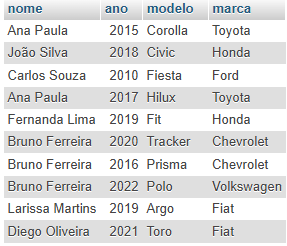 nome ano modelo marca
Ana Paula 2015 Corolla Toyota
João Silva 2018 Civic Honda
Carlos Souza 2010 Fiesta Ford
Ana Paula 2017 Hilux Toyota
Fernanda Lima 2019 Fit Honda
Bruno Ferreira 2020 Tracker Chevrolet
Bruno Ferreira 2016 Prisma Chevrolet
Bruno Ferreira 2022 Polo Volkswagen
Larissa Martins 2019 Argo Fiat
Diego Oliveira 2021 Toro Fiat